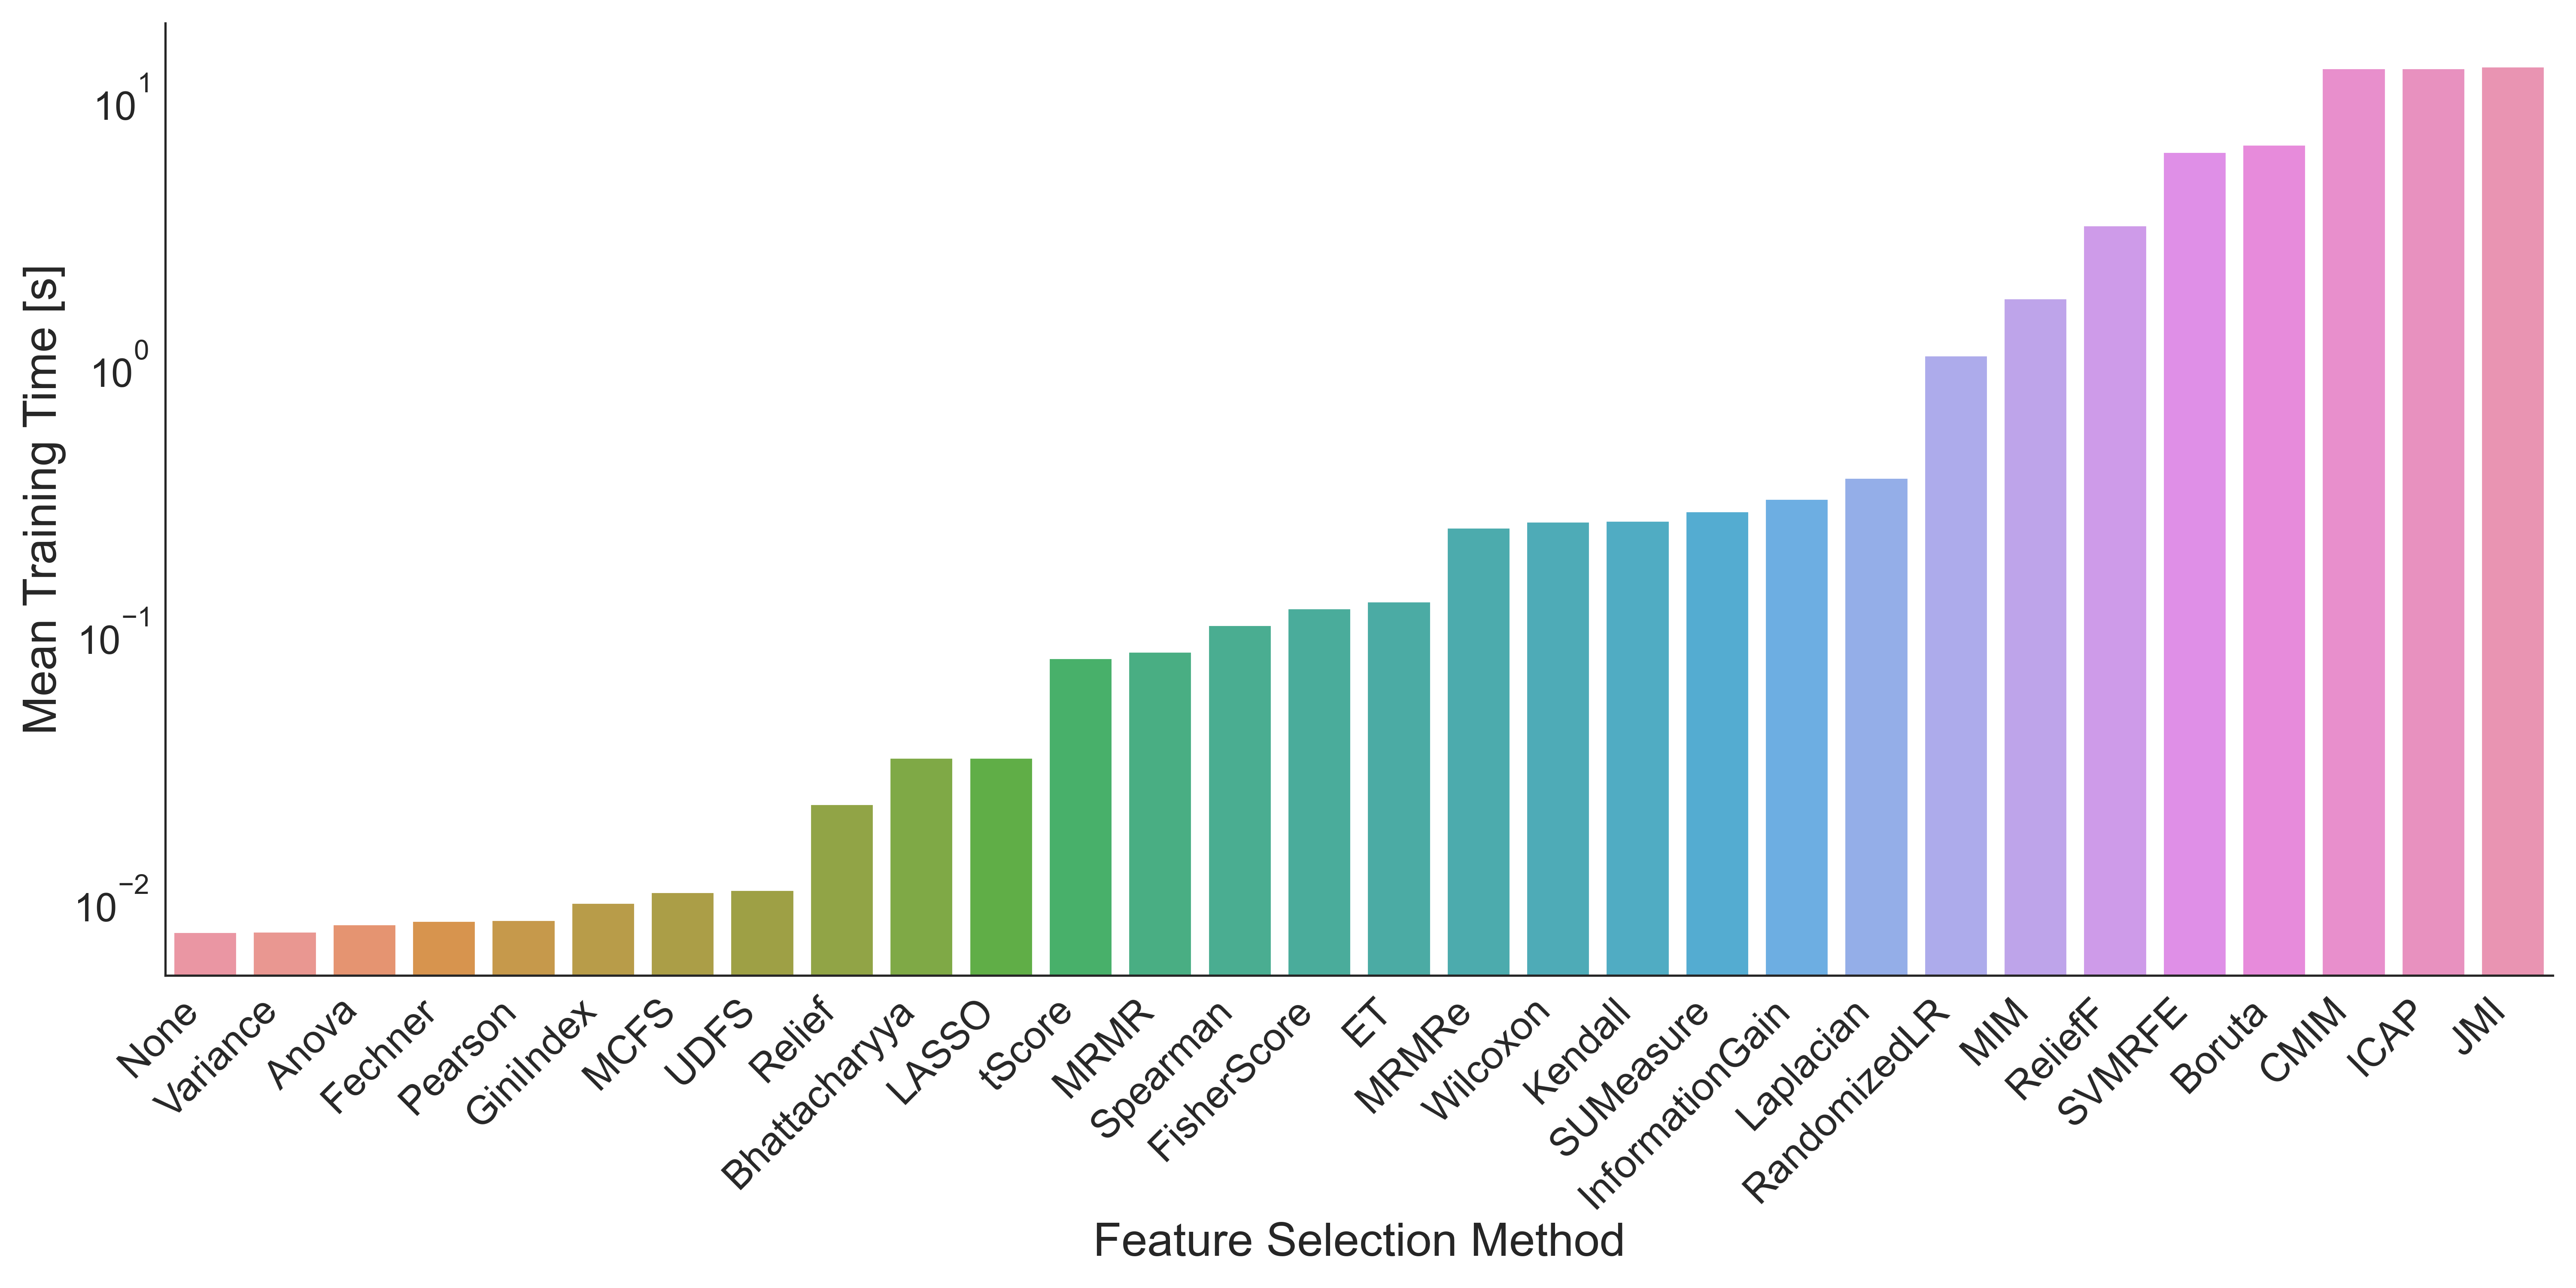 Mean Training Time [s]
10^1
10^0
10^−1
10^−2
None
Variance
Anova
Fechner
Pearson
GiniIndex
MCFS
UDFS
Relief
Bhattacharyya
LASSO
tScore
MRMR
Spearman
FisherScore
ET
MRMRe
Wilcoxon
Kendall
SUMeasure
InformationGain
Laplacian
RandomizedLR
MIM
ReliefF
SVMRFE
Boruta
CMIM
ICAP
JMI
Feature Selection Method